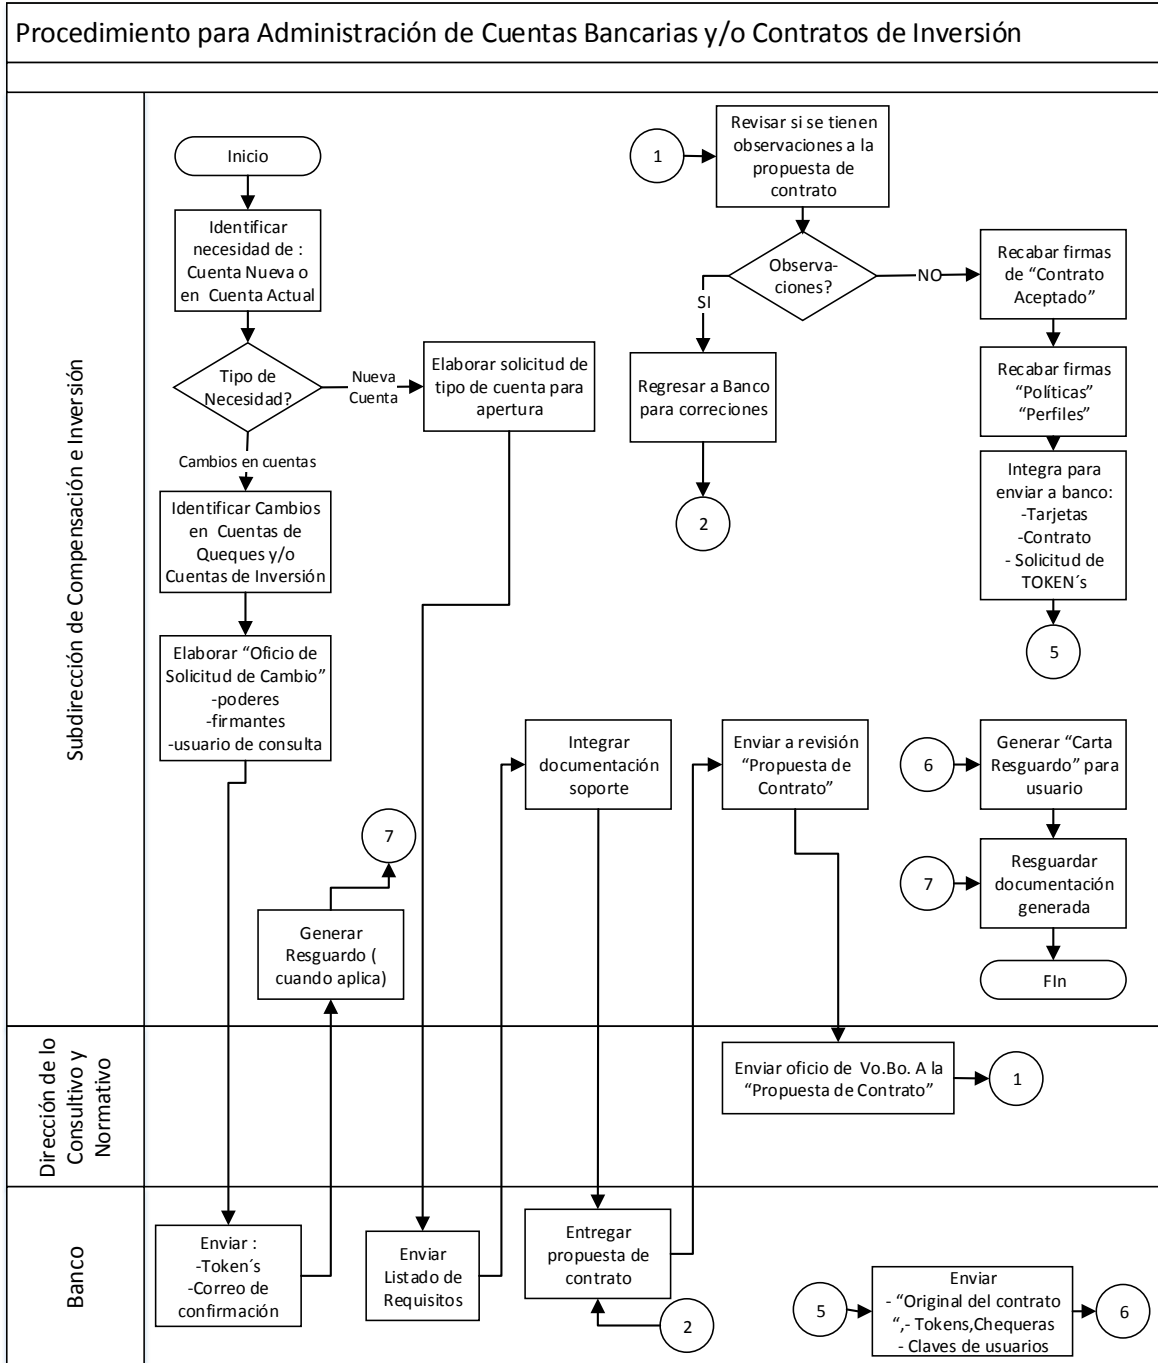 Procedimiento para Administración de Cuentas Bancarias y/o Contratos de Inversión
Subdirección de Compensación e Inversión
Inicio
Identificar
necesidad de :
Cuenta Nueva o
en Cuenta Actual
Tipo de
Necesidad?
Nueva
Cuenta
Elaborar solicitud de
tipo de cuenta para
apertura
Cambios en cuentas
Identificar Cambios
en Cuentas de
Queques y/o
Cuentas de Inversión
Elaborar “Oficio de
Solicitud de Cambio”
-poderes
-firmantes
-usuario de consulta
7
Generar
Resguardo (
cuando aplica)
Integrar
documentación
soporte
Enviar a revisión
“Propuesta de
Contrato”
1
Revisar si se tienen
observaciones a la
propuesta de
contrato
Observa-
ciones?
SI
NO
Regresar a Banco
para correciones
2
Recabar firmas
de “Contrato
Aceptado”
Recabar firmas
“Políticas”
“Perfiles”
Integra para
enviar a banco:
-Tarjetas
-Contrato
- Solicitud de
TOKEN´s
5
6
Generar “Carta
Resguardo” para
usuario
7
Resguardar
documentación
generada
FIn
Dirección de lo
Consultivo y
Normativo
Enviar oficio de Vo.Bo. A la
“Propuesta de Contrato”
1
Banco
Enviar :
-Token´s
-Correo de
confirmación
Enviar
Listado de
Requisitos
Entregar
propuesta de
contrato
2
5
Enviar
- “Original del contrato
“,- Tokens,Chequeras
- Claves de usuarios
6